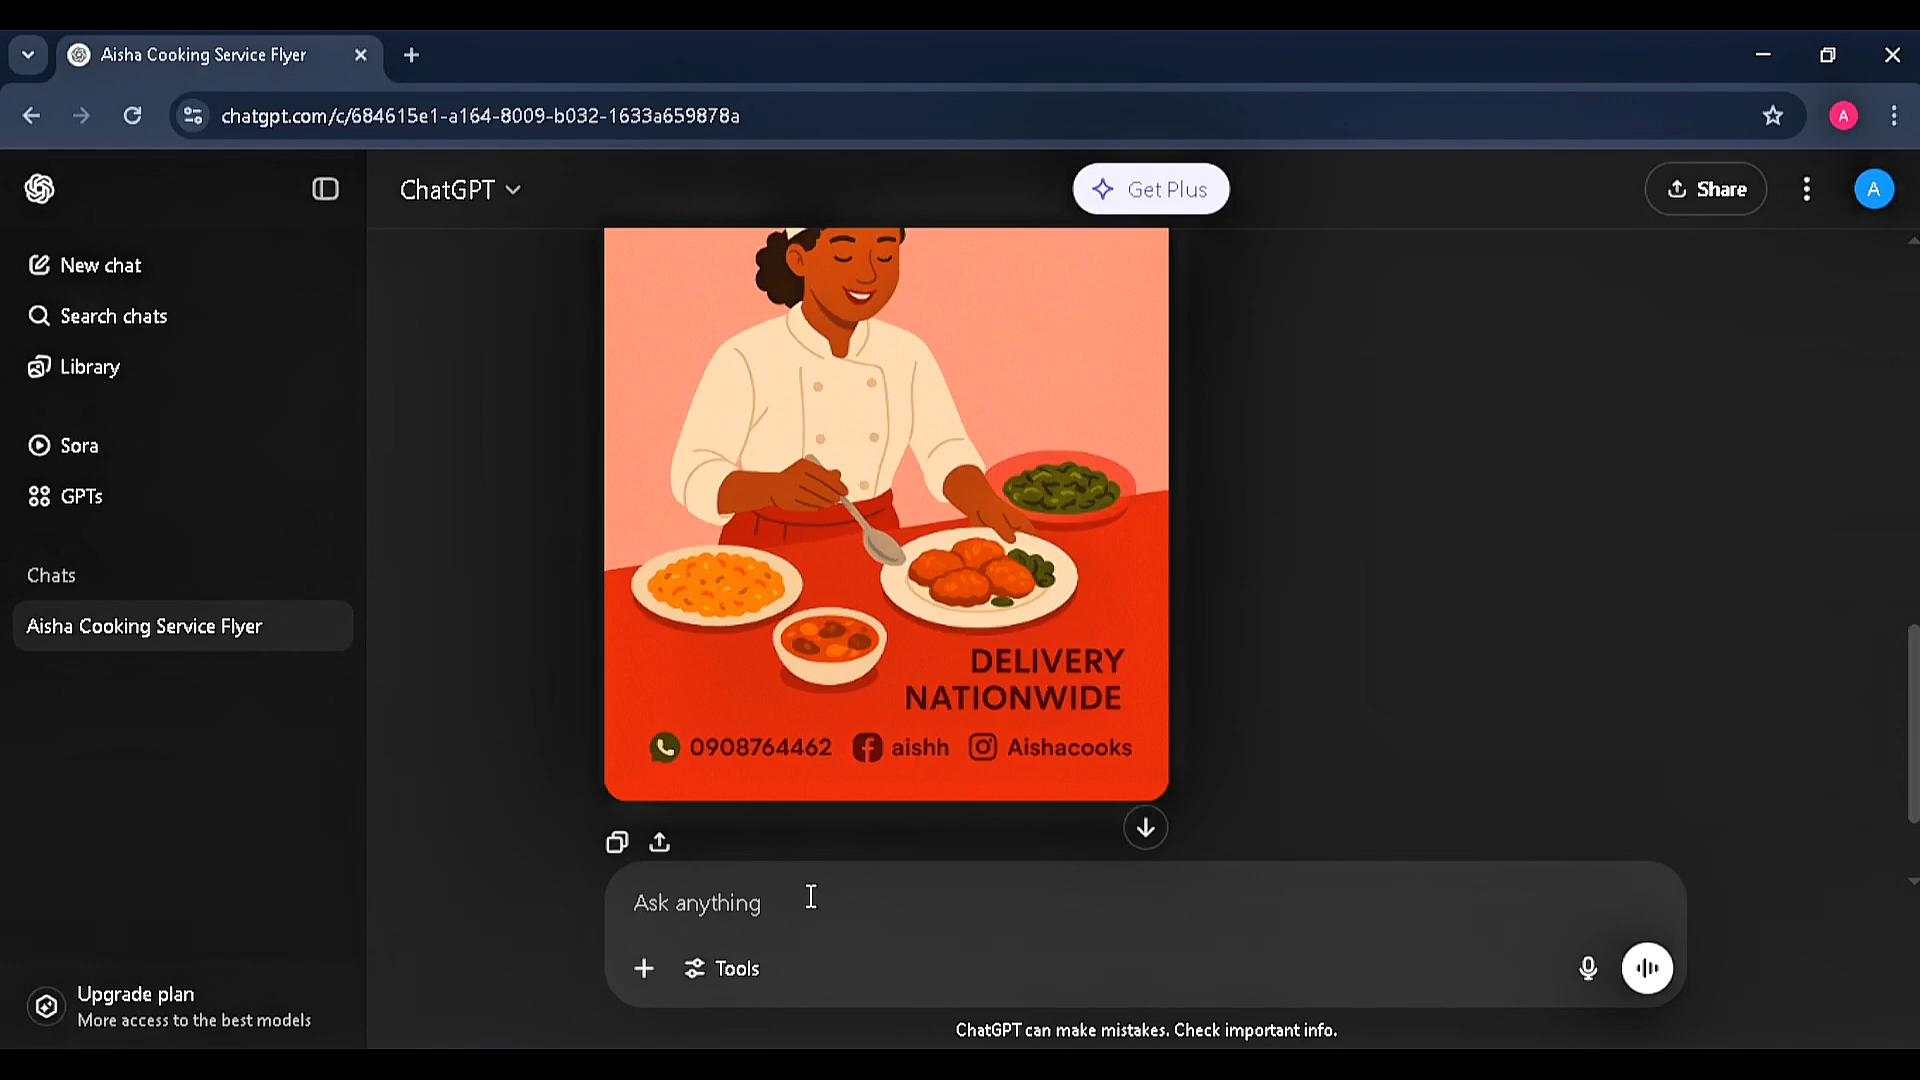 Aisha Cooking Service Flyer
chatgpt.com/c/684615e1-a164-8009-b032-1633a659878a
A
ChatGPT
Get Plus
Share
A
New chat
Search chats
Library
Sora
GPTs
Chats
Aisha Cooking Service Flyer
DELIVERY
NATIONWIDE
0908764462 aishh Aishacooks
Ask anything
Tools
Upgrade plan
More access to the best models
ChatGPT can make mistakes. Check important info.